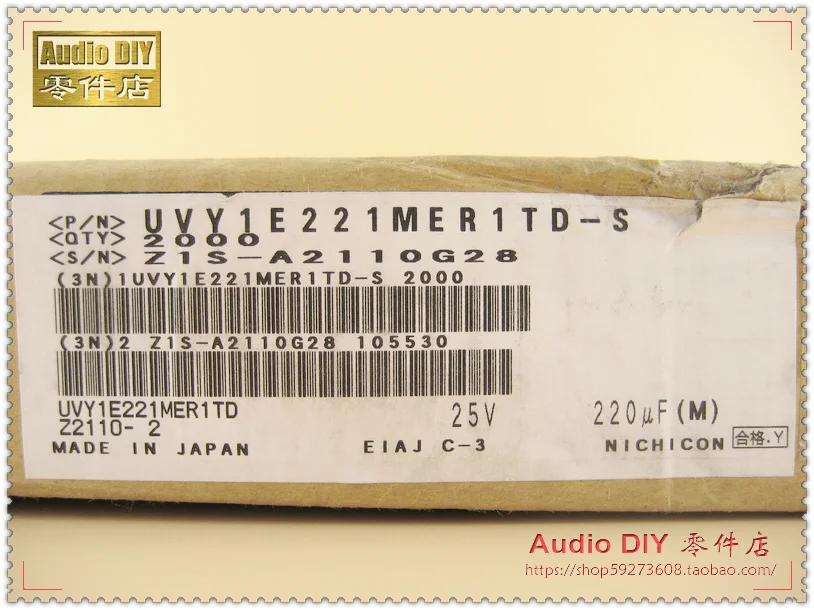 Audio DIY
零件店
<P/N> UVY1E221MER1TD-S
<QTY> 2000
<S/N> Z1S-A2110G28
(3N)1UVY1E221MER1TD-S 2000
(3N)2 Z1S-A2110G28 105530
UVY1E221MER1TD 25V 220μF(M)
Z2110- 2
MADE IN JAPAN EIAJ C-3 NICHICON 合格.Y
Audio DIY 零件店
https://shop59273608.taobao.com/